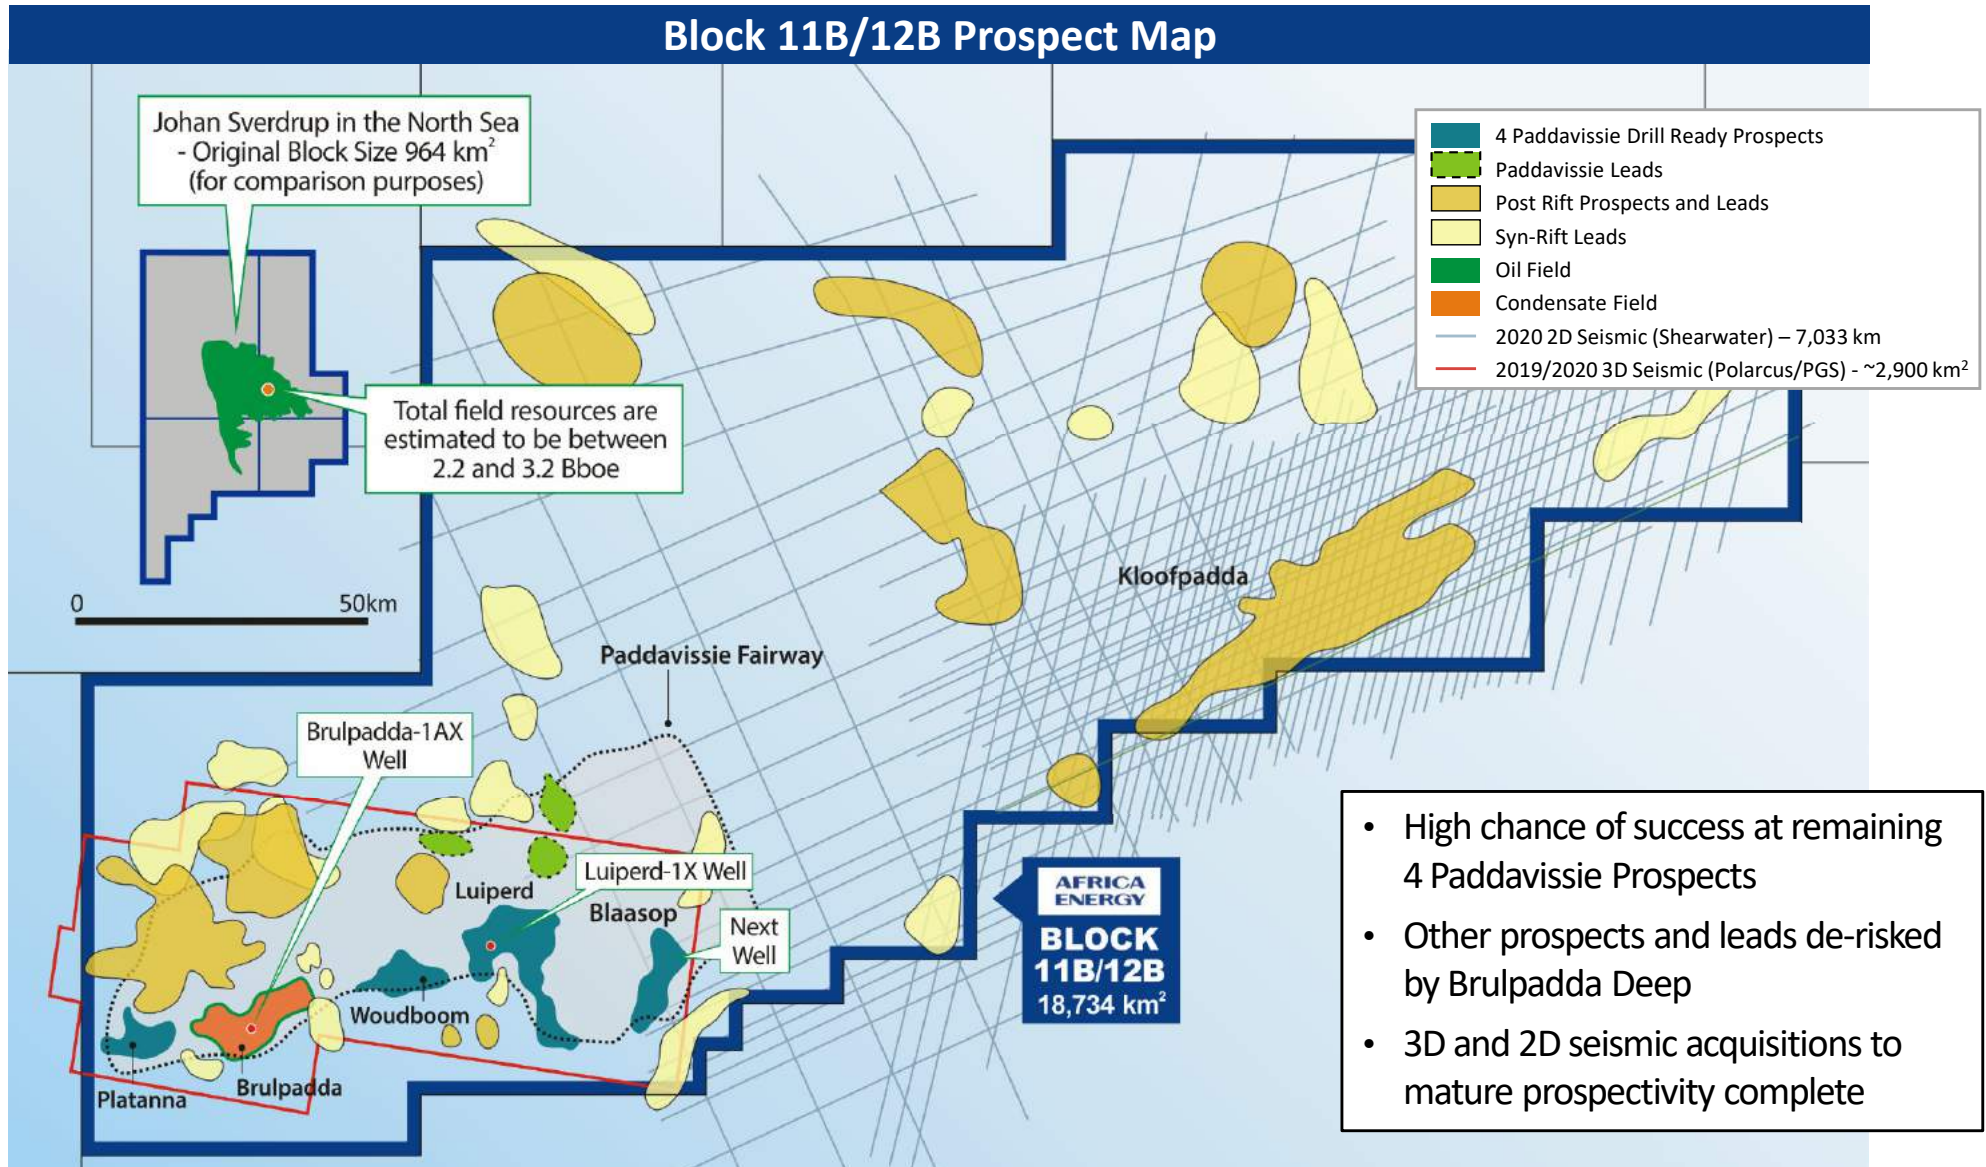 Block 11B/12B Prospect Map
Johan Sverdrup in the North Sea
- Original Block Size 964 km²
(for comparison purposes)
4 Paddavissie Drill Ready Prospects
Paddavissie Leads
Post Rift Prospects and Leads
Syn-Rift Leads
Oil Field
Condensate Field
2020 2D Seismic (Shearwater) – 7,033 km
2019/2020 3D Seismic (Polarcus/PGS) - ~2,900 km²
Total field resources are
estimated to be between
2.2 and 3.2 Bboe
0 50km
Kloofpadda
Paddavissie Fairway
Brulpadda-1AX
Well
Luiperd-1X Well
Luiperd
Blaasop
Next
Well
Woudboom
Brulpadda
Platanna
AFRICA
ENERGY
BLOCK
11B/12B
18,734 km²
• High chance of success at remaining
4 Paddavissie Prospects
• Other prospects and leads de-risked
by Brulpadda Deep
• 3D and 2D seismic acquisitions to
mature prospectivity complete